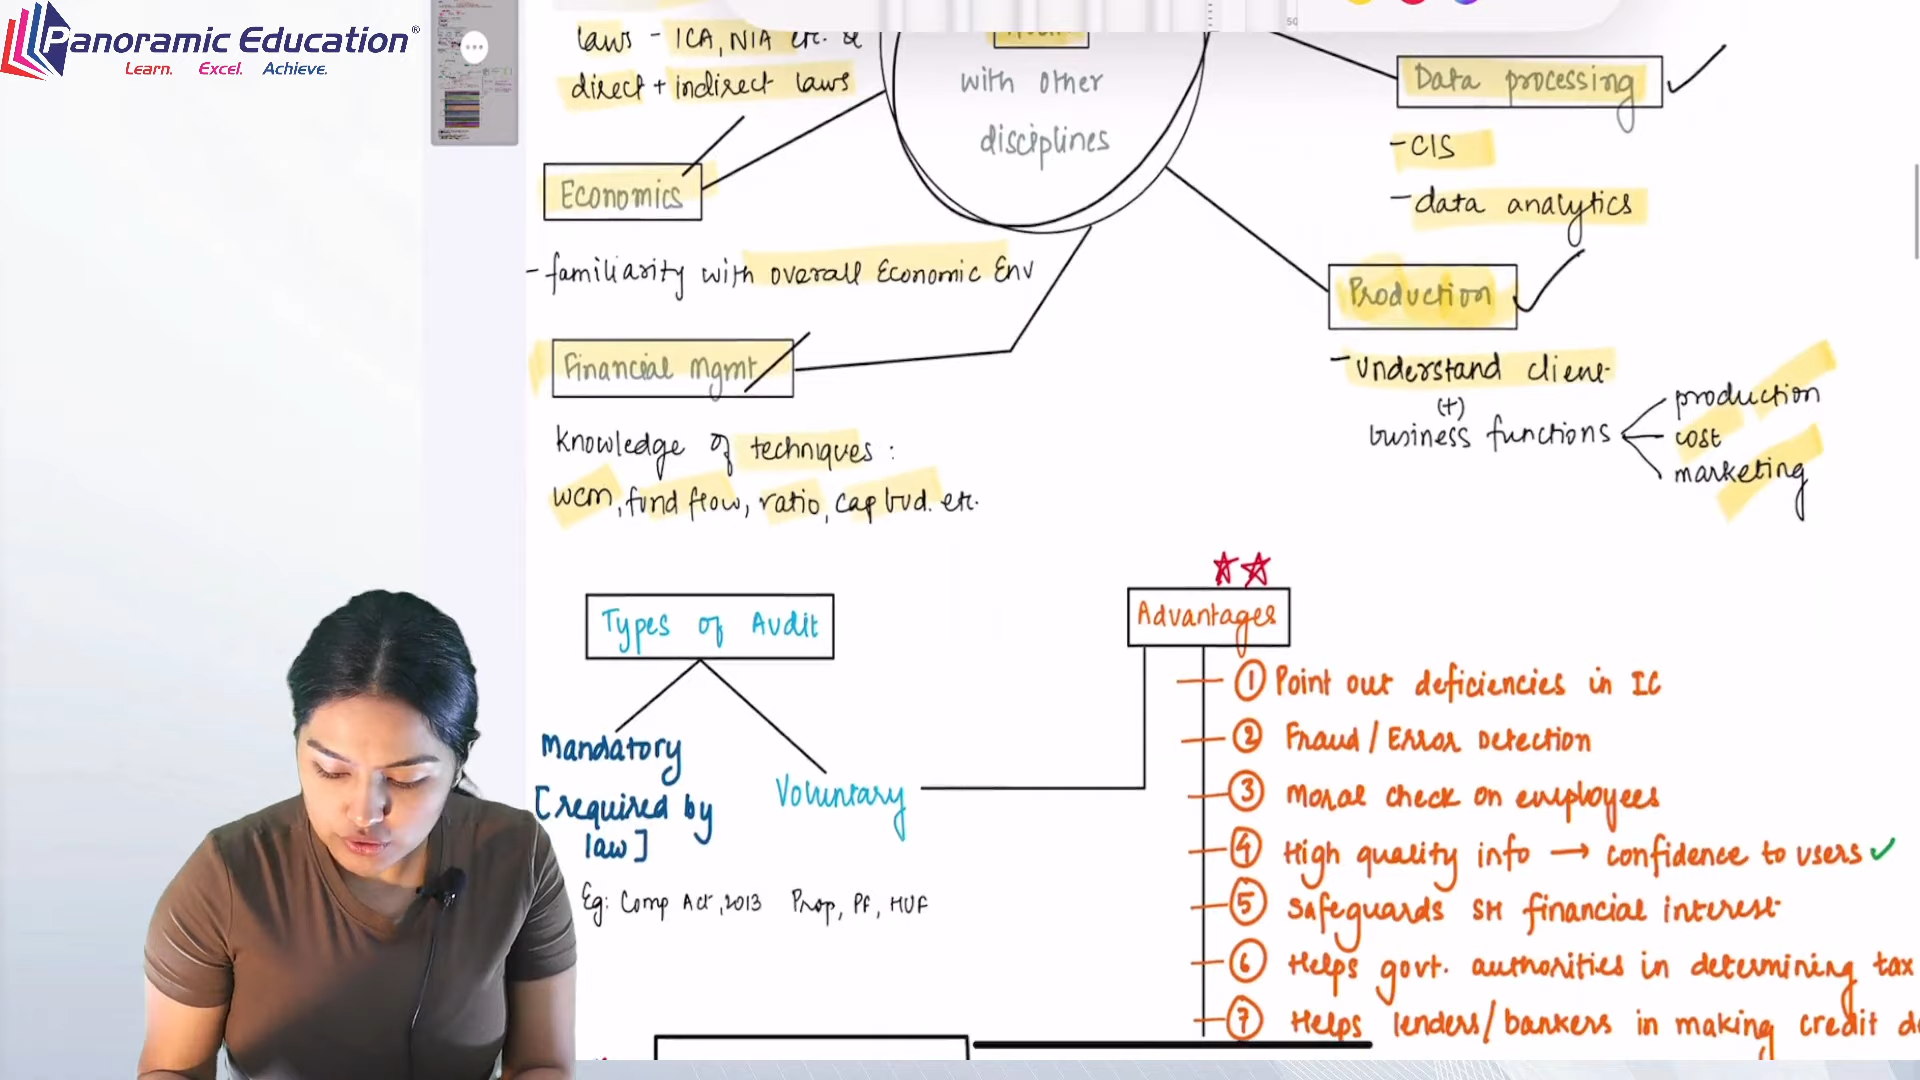 Panoramic Education®
Learn. Excel. Achieve.
laws - ICA, NIA etc. &
direct + indirect laws
with other
disciplines
Economics
- familiarity with overall Economic Env
Financial Mgmt
Knowledge of techniques :
WCM, fund flow, ratio, cap bud. etc.
Data processing
- CIS
- data analytics
Production
- understand client
(+)
business functions
production
cost
marketing
Types of Audit
Mandatory
[required by
law]
Voluntary
Eg: Comp Act, 2013 Prop, PF, HUF
Advantages
① Point out deficiencies in IC
② Fraud / Error Detection
③ Moral check on employees
④ High quality info → confidence to users ✓
⑤ Safeguards SH financial interest
⑥ Helps govt. authorities in determining tax
⑦ Helps lenders/bankers in making credit